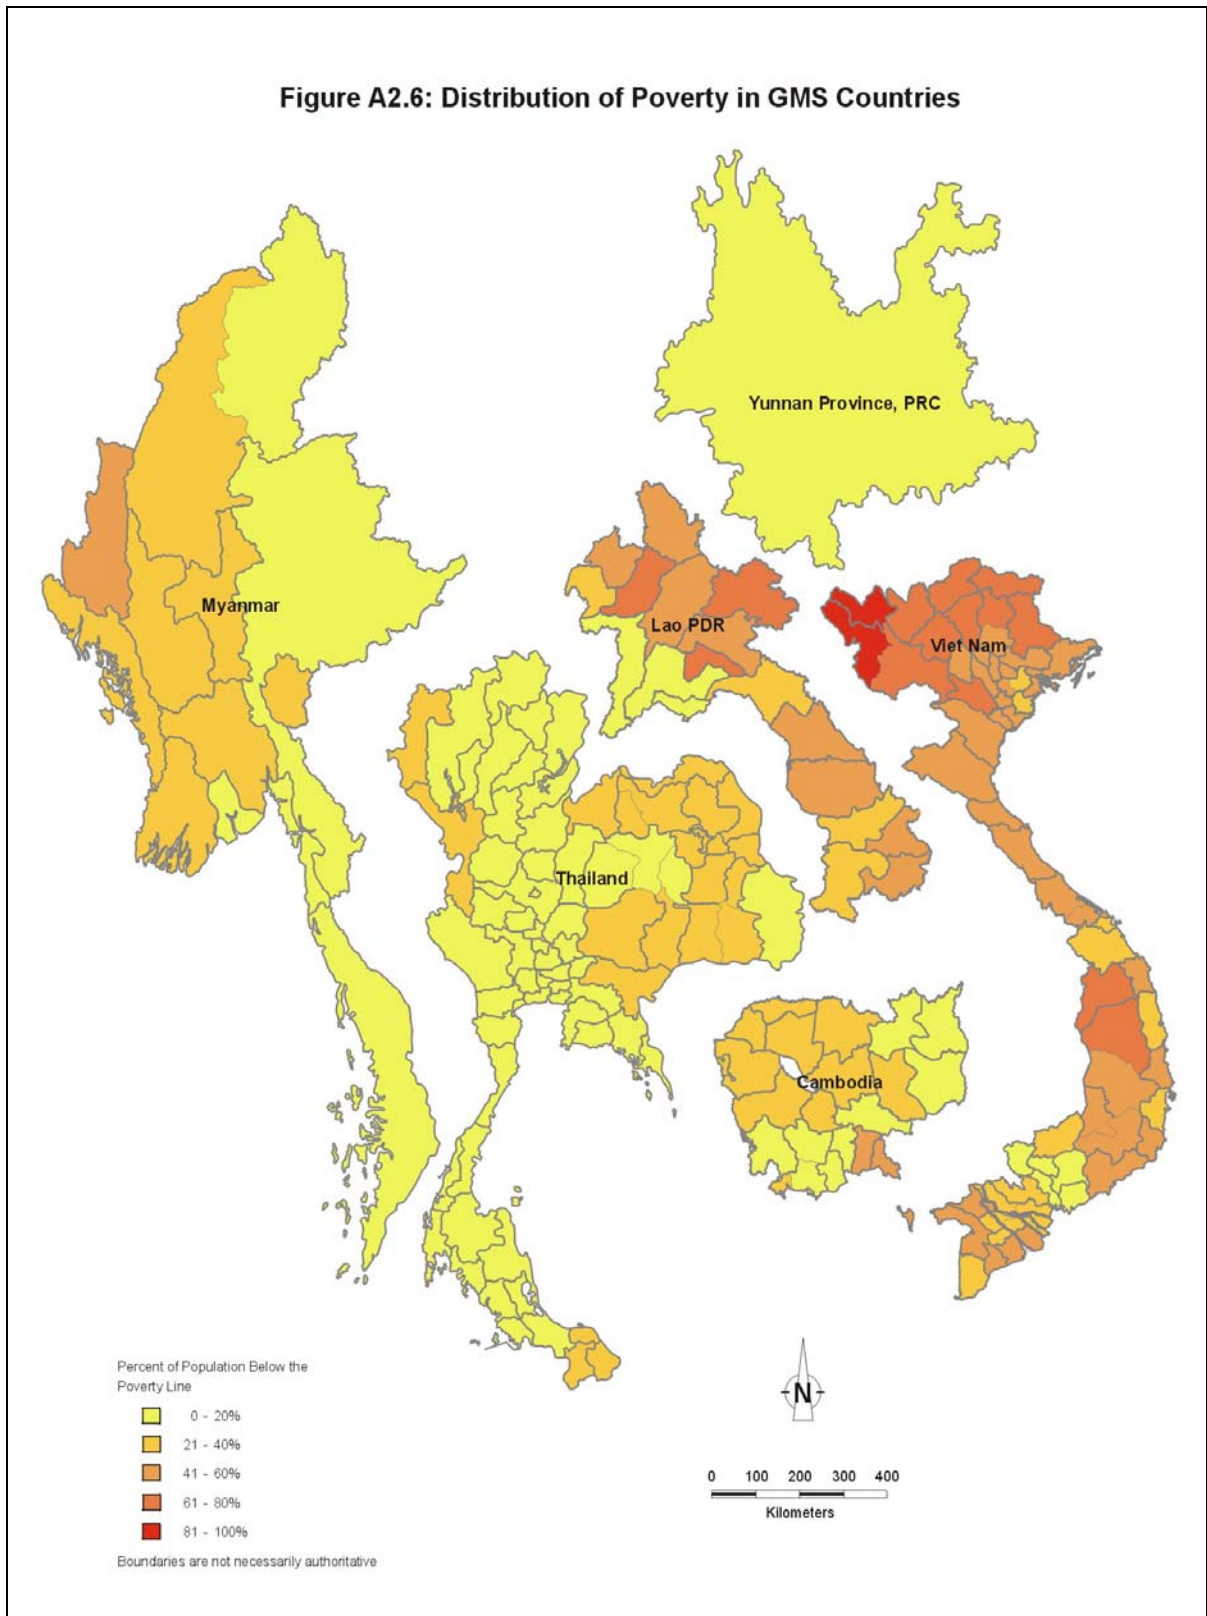 Figure A2.6: Distribution of Poverty in GMS Countries
Yunnan Province, PRC
Myanmar
Lao PDR
Viet Nam
Thailand
Cambodia
Percent of Population Below the
Poverty Line
0 - 20%
21 - 40%
41 - 60%
61 - 80%
81 - 100%
Boundaries are not necessarily authoritative
N
0 100 200 300 400
Kilometers